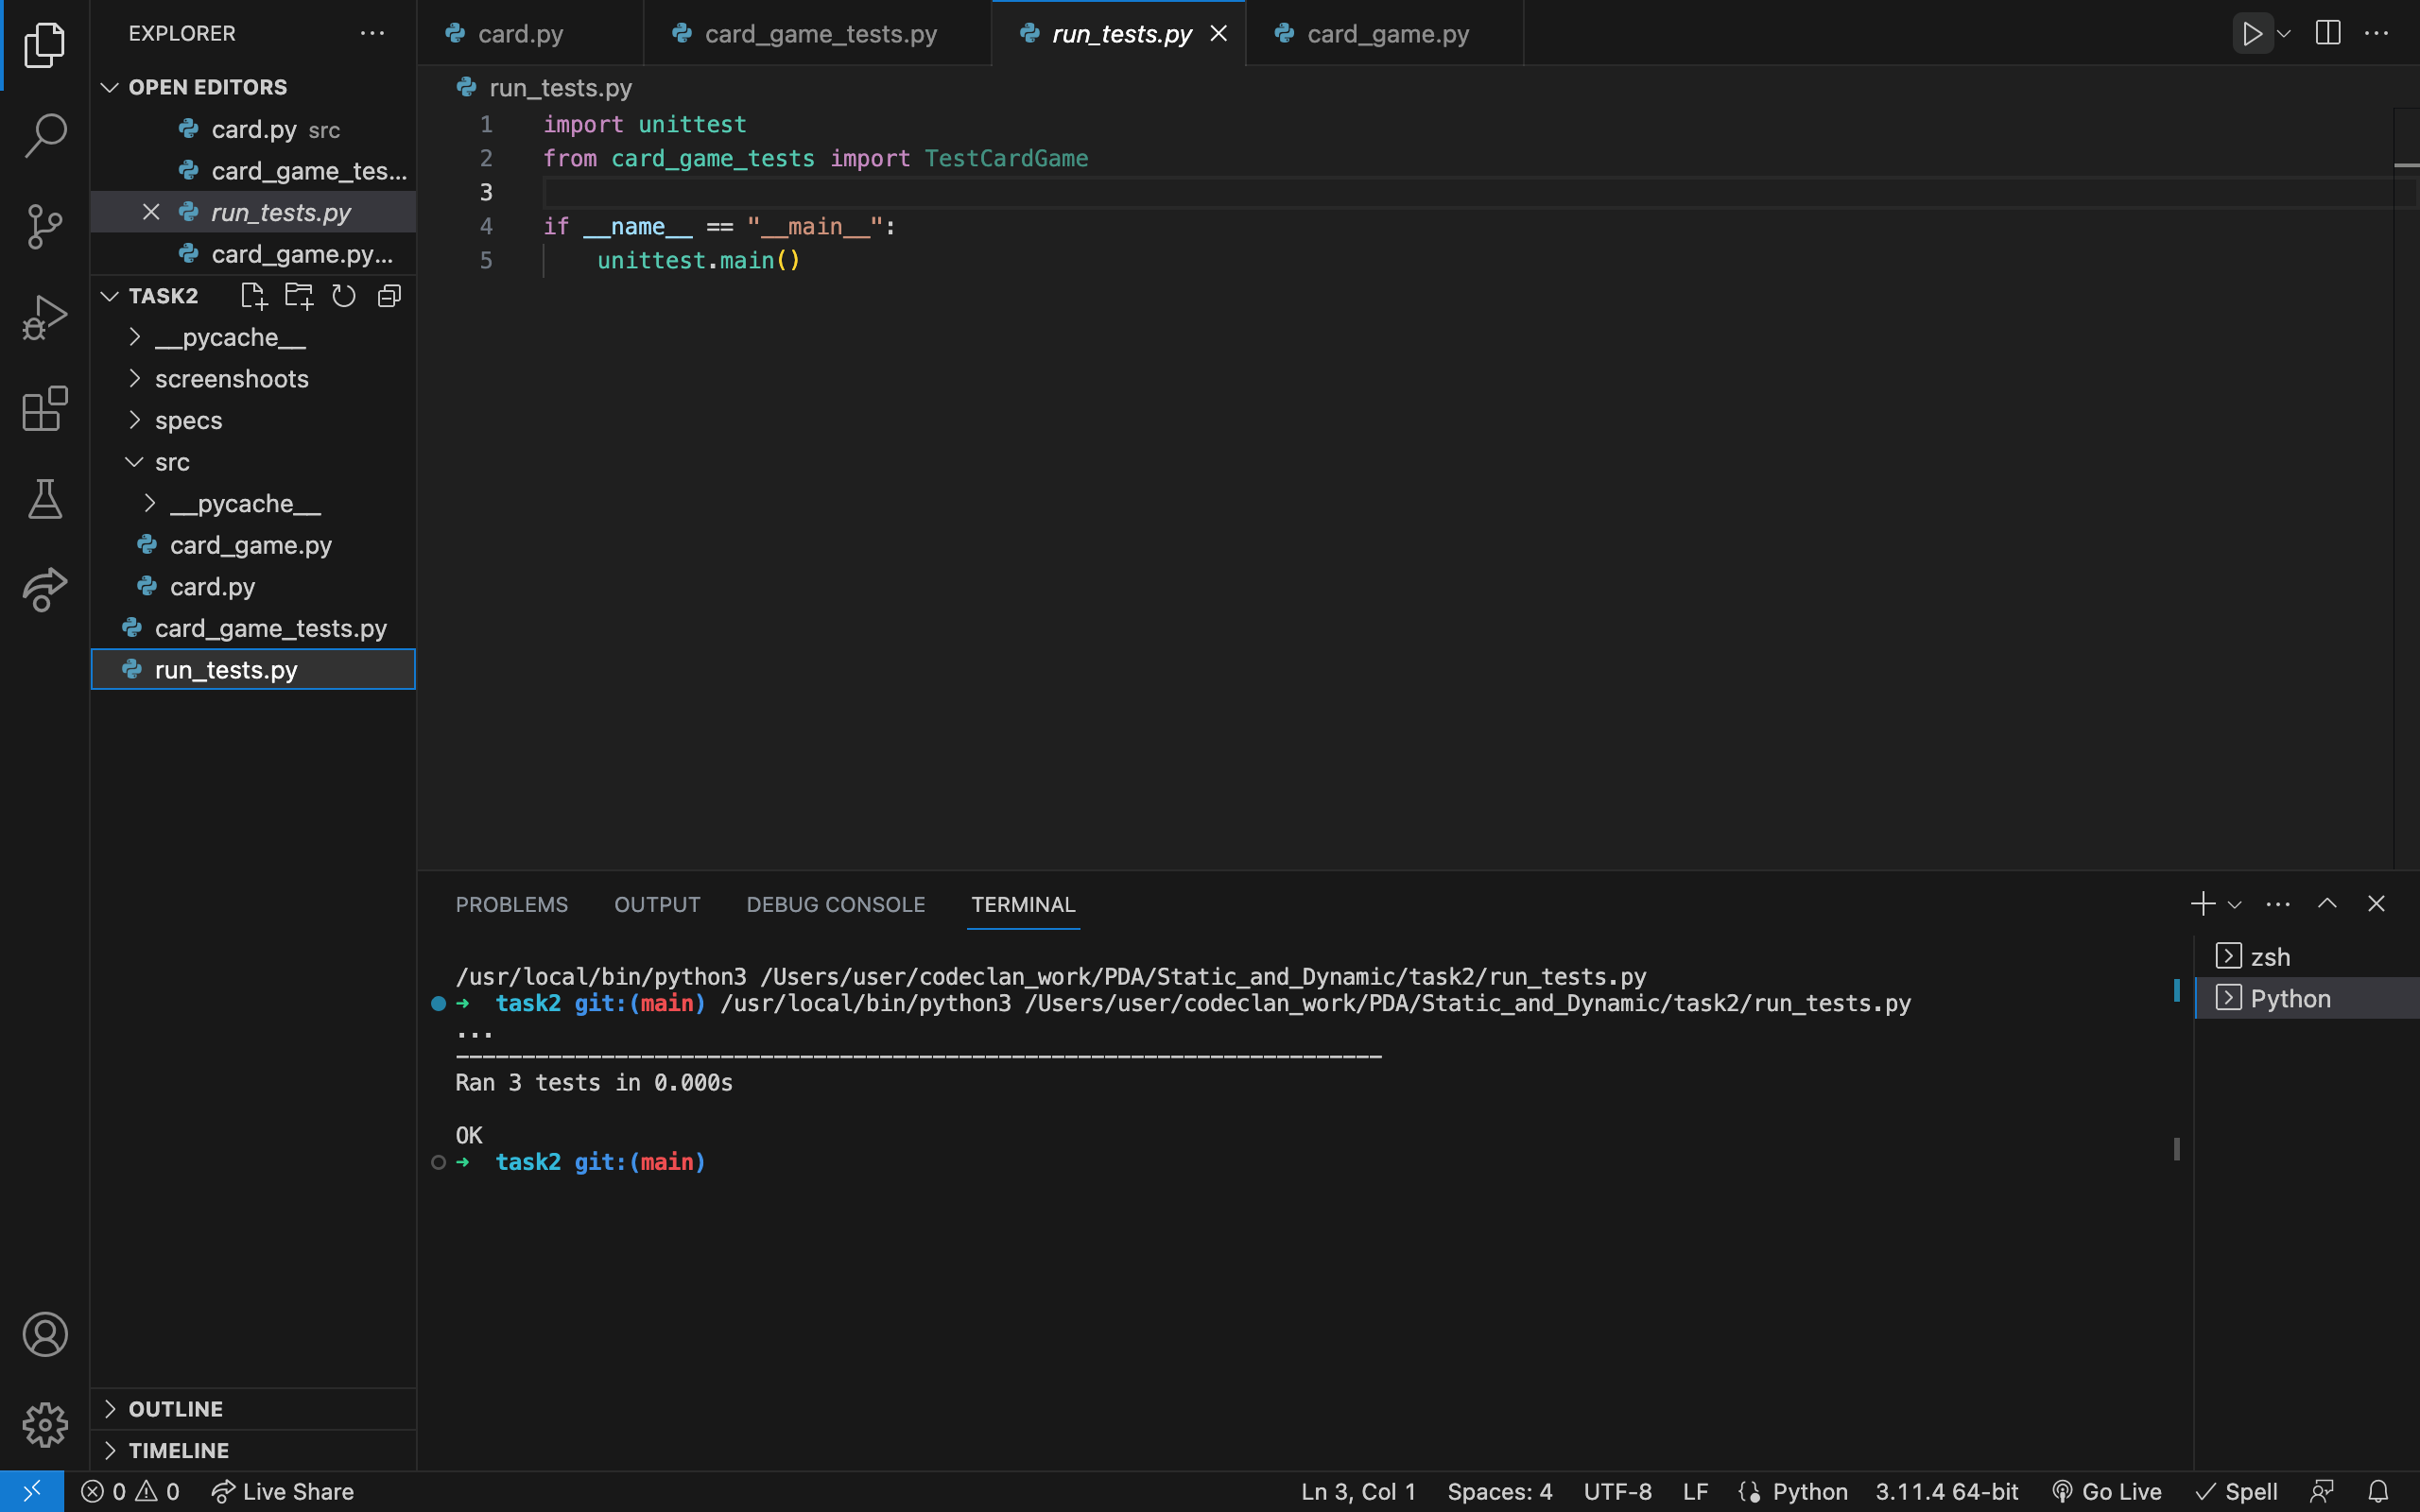 EXPLORER
OPEN EDITORS
card.py src
card_game_tes...
run_tests.py
card_game.py...
TASK2
__pycache__
screenshoots
specs
src
__pycache__
card_game.py
card.py
card_game_tests.py
run_tests.py
OUTLINE
TIMELINE
card.py card_game_tests.py run_tests.py card_game.py
run_tests.py
1 import unittest
2 from card_game_tests import TestCardGame
3
4 if __name__ == "__main__":
5 unittest.main()
PROBLEMS OUTPUT DEBUG CONSOLE TERMINAL
/usr/local/bin/python3 /Users/user/codeclan_work/PDA/Static_and_Dynamic/task2/run_tests.py
➜ task2 git:(main) /usr/local/bin/python3 /Users/user/codeclan_work/PDA/Static_and_Dynamic/task2/run_tests.py
...
----------------------------------------------------------------------
Ran 3 tests in 0.000s
OK
➜ task2 git:(main)
zsh
Python
0 0 Live Share Ln 3, Col 1 Spaces: 4 UTF-8 LF Python 3.11.4 64-bit Go Live Spell